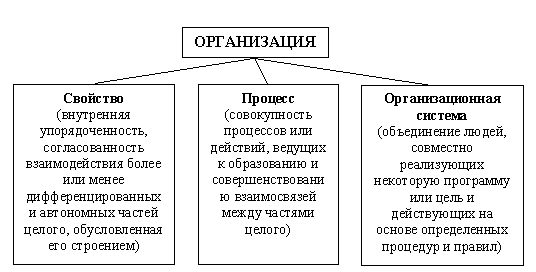 ОРГАНИЗАЦИЯ
Свойство
(внутренняя
упорядоченность,
согласованность
взаимодействия более
или менее
дифференцированных
и автономных частей
целого, обусловленная
его строением)
Процесс
(совокупность
процессов или
действий, ведущих
к образованию и
совершенствовани
ю взаимосвязей
между частями
целого)
Организационная
система
(объединение людей,
совместно
реализующих
некоторую программу
или цель и
действующих на
основе определенных
процедур и правил)